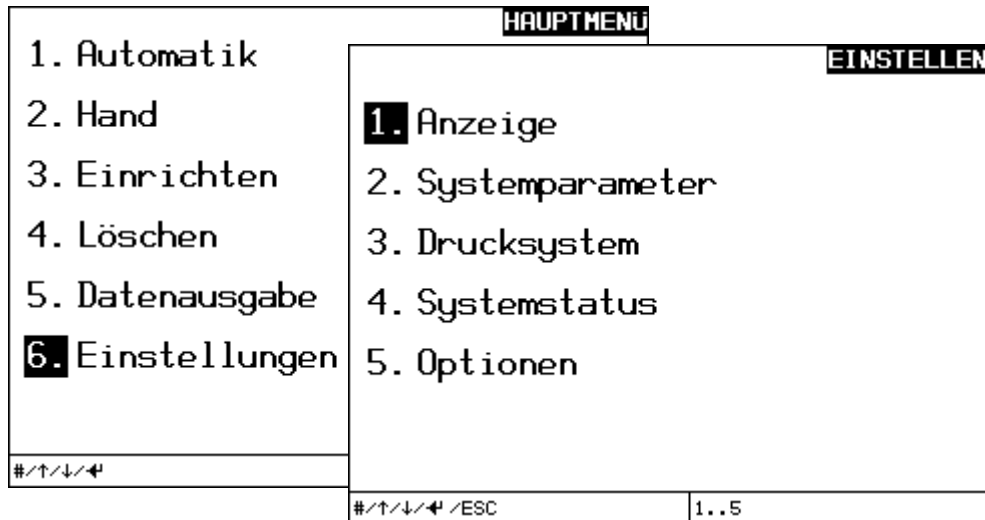 HAUPTMENü
1. Automatik
2. Hand
3. Einrichten
4. Löschen
5. Datenausgabe
6. Einstellungen
#/↑/↓/↵
EINSTELLEN
1. Anzeige
2. Systemparameter
3. Drucksystem
4. Systemstatus
5. Optionen
#/↑/↓/↵ /ESC
1..5